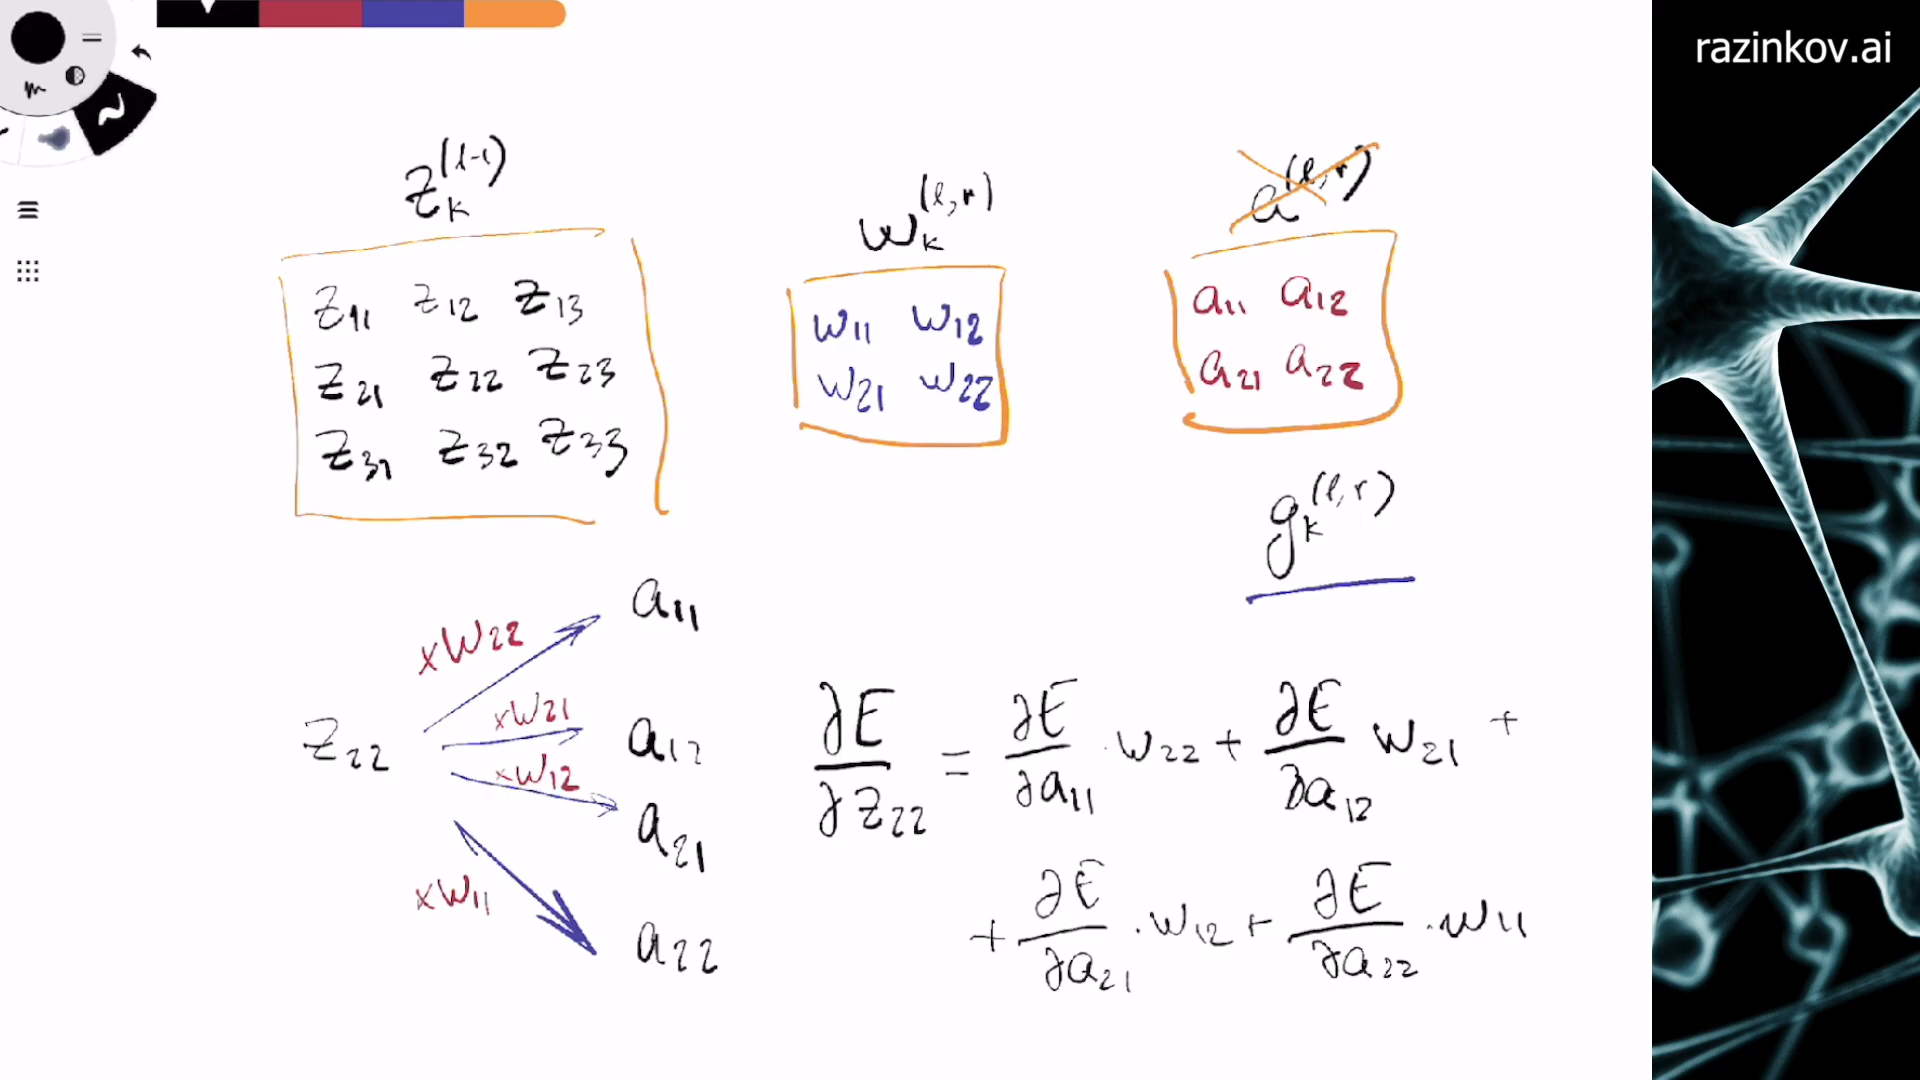 razinkov.ai
z_k^(l-1)
w_k^(l,r)
a^(l,r)
z11 z12 z13
z21 z22 z23
z31 z32 z33
w11 w12
w21 w22
a11 a12
a21 a22
g_k^(l,r)
a11
xw22
xw21
z22
a12
xw12
a21
xw11
a22
∂E/∂z22 = ∂E/∂a11 · w22 + ∂E/∂a12 w21 +
+ ∂E/∂a21 · w12 + ∂E/∂a22 · w11